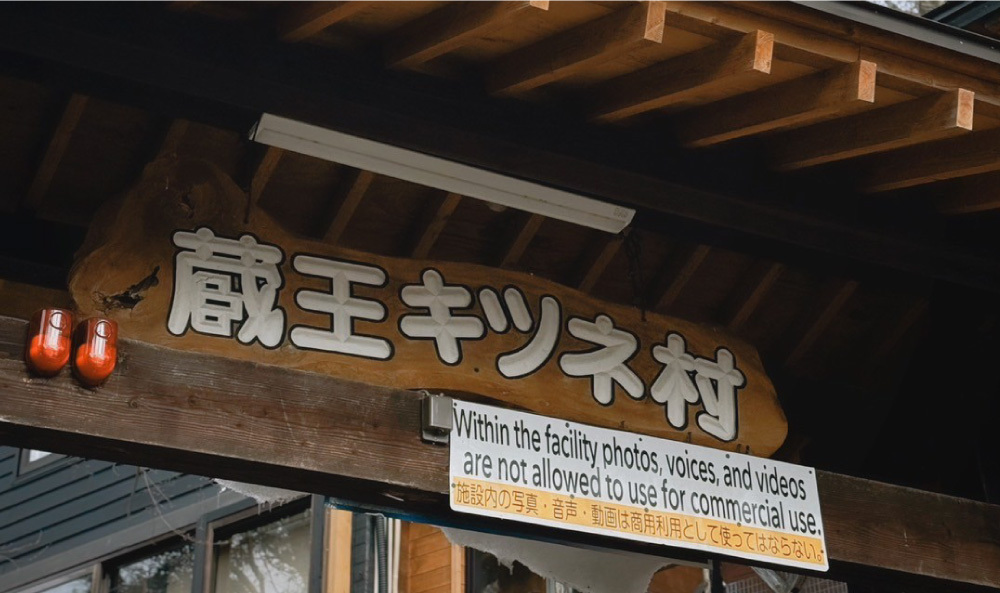 蔵王キツネ村
Within the facility photos, voices, and videos
are not allowed to use for commercial use.
施設内の写真・音声・動画は商用利用として使ってはならない.